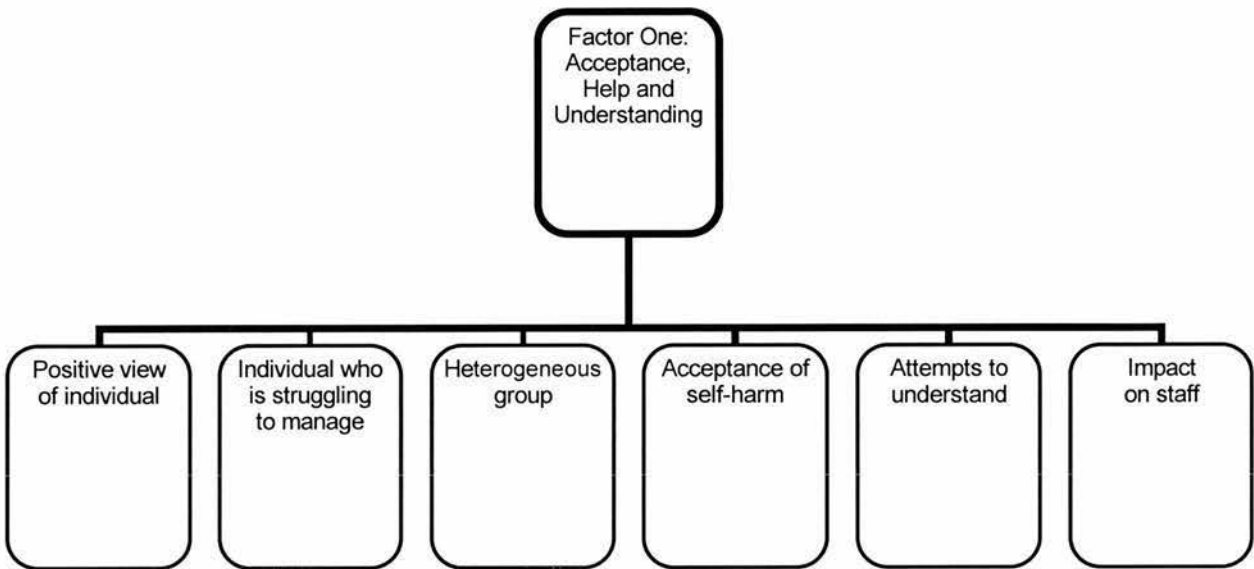 Factor One:
Acceptance,
Help and
Understanding
Positive view
of individual
Individual who
is struggling
to manage
Heterogeneous
group
Acceptance of
self-harm
Attempts to
understand
Impact
on staff